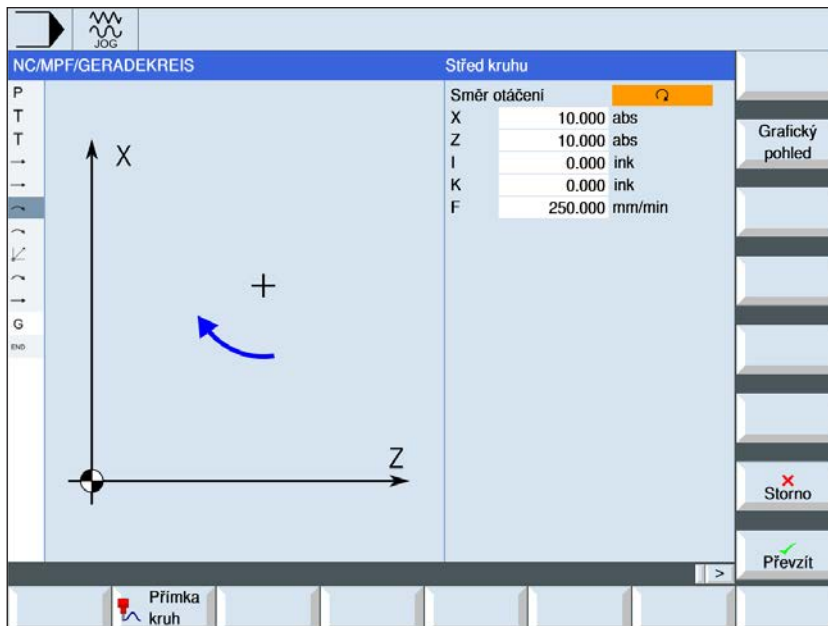 JOG
NC/MPF/GERADEKREIS
Střed kruhu
P
T
T
G
END
X
Z
Směr otáčení
X 10.000 abs
Z 10.000 abs
I 0.000 ink
K 0.000 ink
F 250.000 mm/min
Grafický
pohled
Storno
Převzít
>
Přímka
kruh